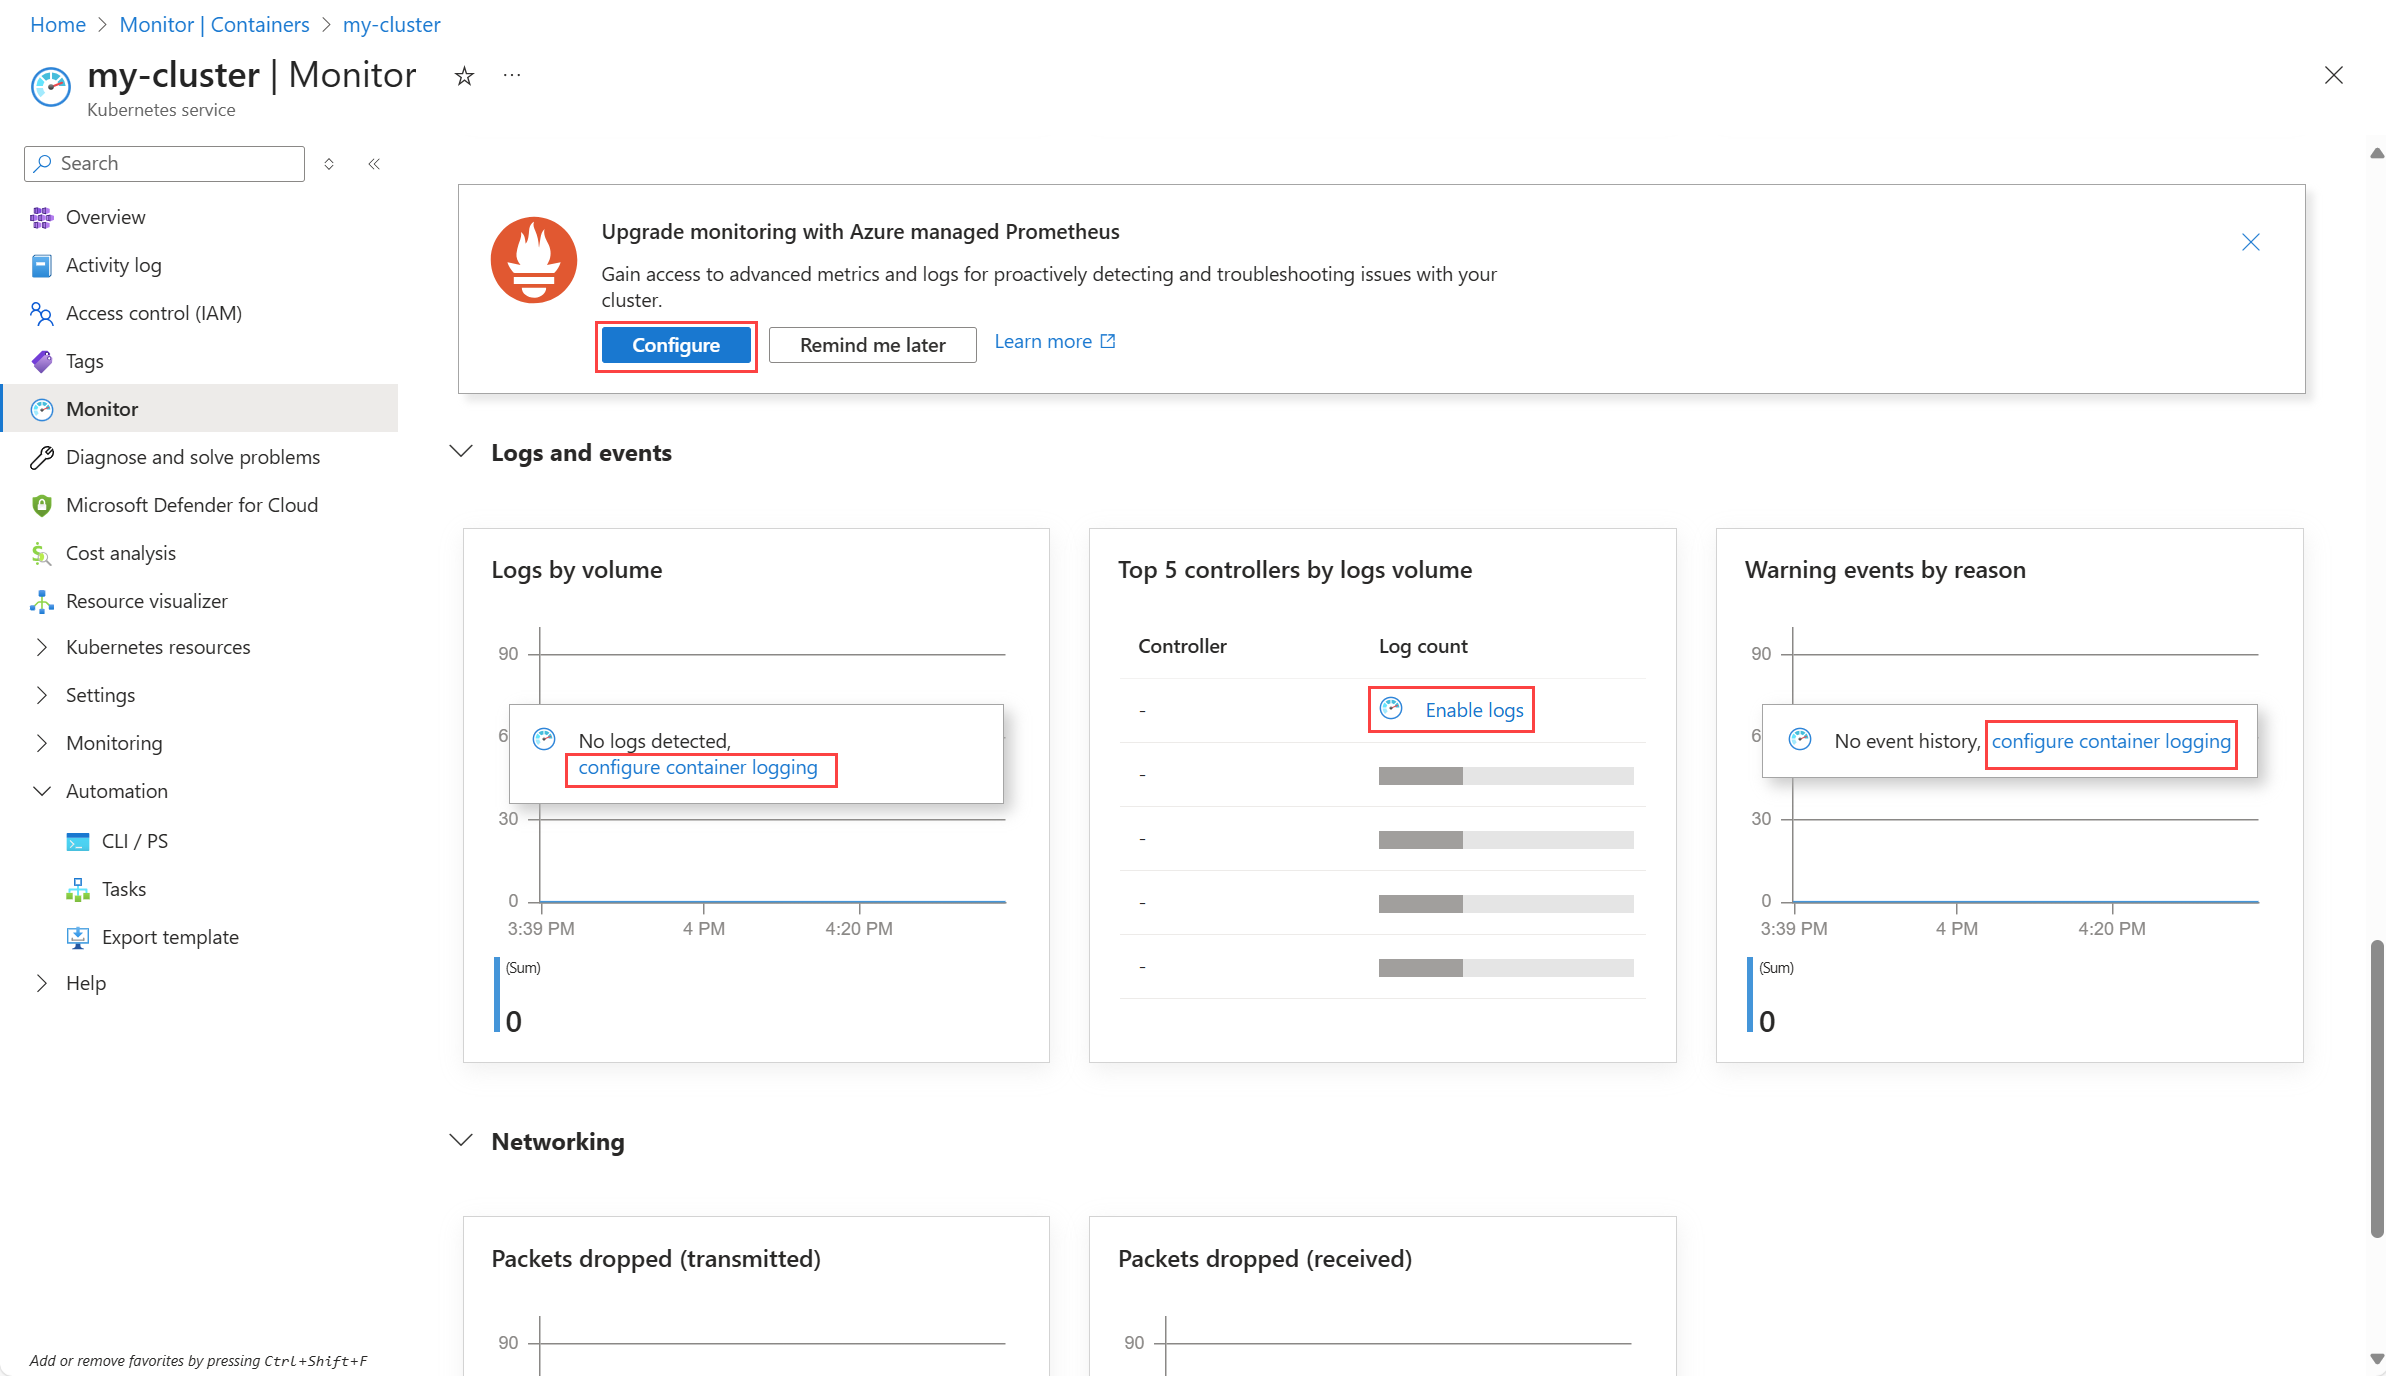 Home > Monitor | Containers > my-cluster
my-cluster | Monitor
Kubernetes service
Search
Overview
Activity log
Access control (IAM)
Tags
Monitor
Diagnose and solve problems
Microsoft Defender for Cloud
Cost analysis
Resource visualizer
Kubernetes resources
Settings
Monitoring
Automation
CLI / PS
Tasks
Export template
Help
Add or remove favorites by pressing Ctrl+Shift+F
Upgrade monitoring with Azure managed Prometheus
Gain access to advanced metrics and logs for proactively detecting and troubleshooting issues with your
cluster.
Configure
Remind me later
Learn more
Logs and events
Logs by volume
90
6
No logs detected,
configure container logging
30
0
3:39 PM 4 PM 4:20 PM
(Sum)
0
Top 5 controllers by logs volume
Controller Log count
- Enable logs
-
-
-
-
Warning events by reason
90
6
No event history, configure container logging
30
0
3:39 PM 4 PM 4:20 PM
(Sum)
0
Networking
Packets dropped (transmitted)
90
Packets dropped (received)
90